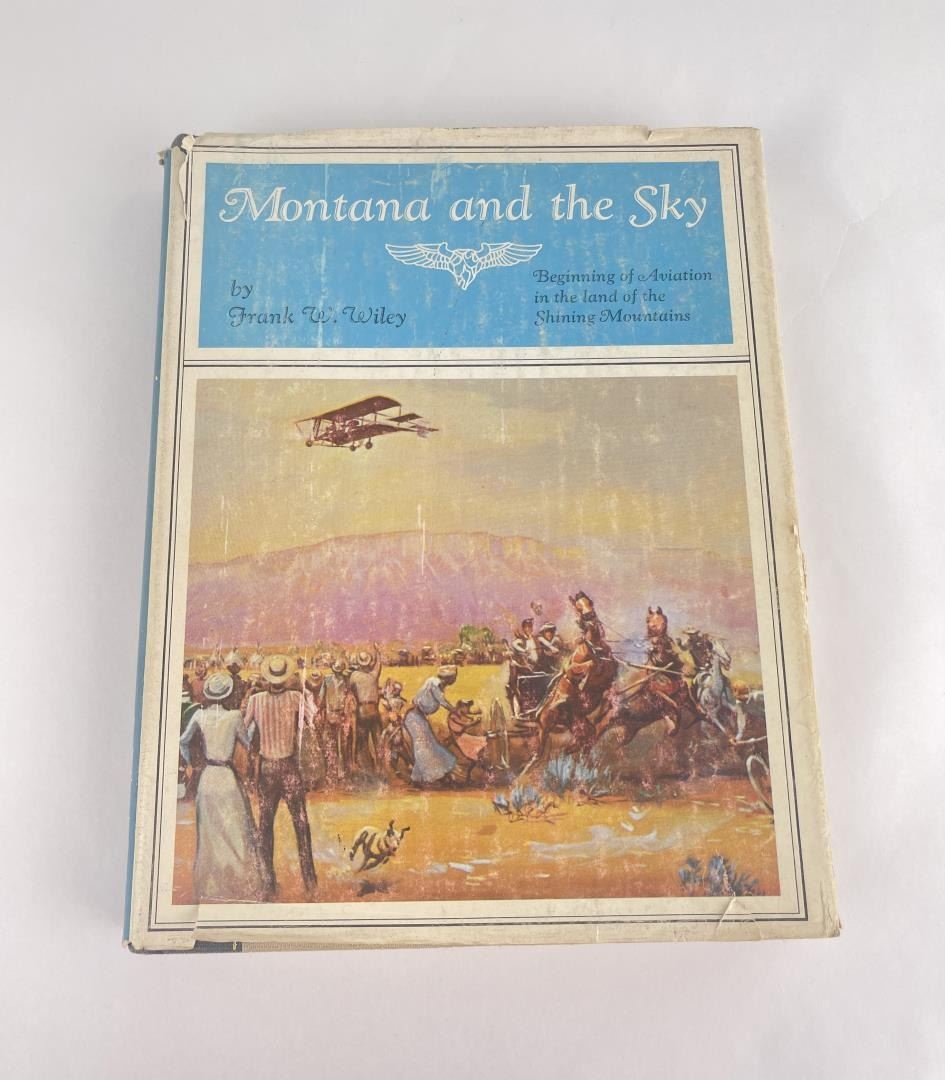 Montana and the Sky
by
Frank W. Wiley
Beginning of Aviation
in the land of the
Shining Mountains